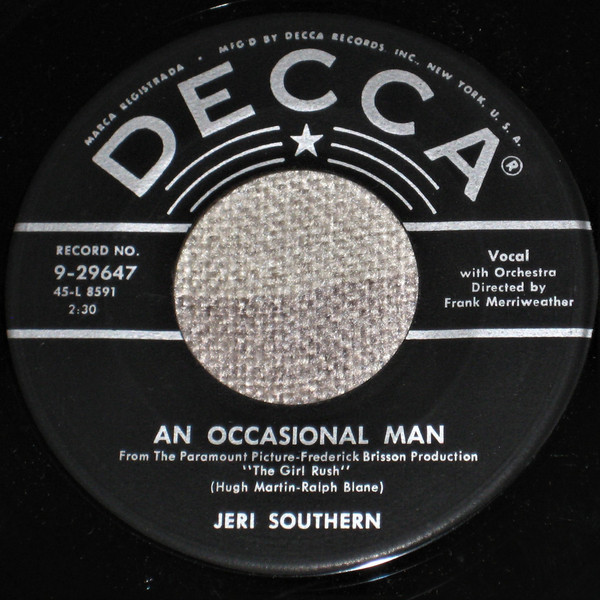 MARCA REGISTRADA • MFG'D BY DECCA RECORDS, INC., NEW YORK, U. S. A.
DECCA®
RECORD NO.
9-29647
45-L 8591
2:30
Vocal
with Orchestra
Directed by
Frank Merriweather
AN OCCASIONAL MAN
From The Paramount Picture-Frederick Brisson Production
"The Girl Rush"
(Hugh Martin-Ralph Blane)
JERI SOUTHERN